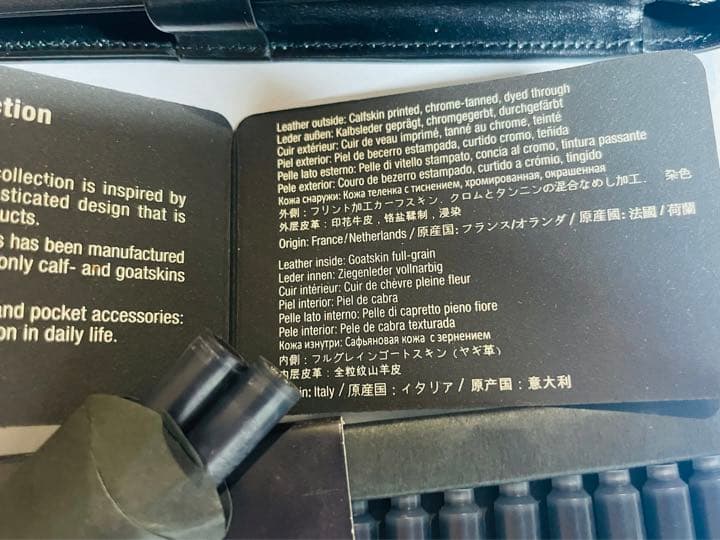 ction
collection is inspired by
sticated design that is
ucts.
s has been manufactured
only calf- and goatskins
and pocket accessories:
on in daily life.
Leather outside: Calfskin printed, chrome-tanned, dyed through
Leder außen: Kalbsleder geprägt, chromgegerbt, durchgefärbt
Cuir extérieur: Cuir de veau imprimé, tanné au chrome, teinté
Piel exterior: Piel de becerro estampado, curtido cromo, teñida
Pelle lato esterno: Pelle di vitello stampato, concia al cromo, tintura passante
Pele exterior: Couro de bezerro estampado, curtido a crómio, tingido
Кожа снаружи: Кожа теленка с тиснением, хромированная, окрашенная
外側：プリント加工カーフスキン．クロムとタンニンの混合なめし加工． 染色
外层皮革：印花牛皮，铬盐鞣制，浸染
Origin: France/Netherlands / 原産国: フランス/オランダ / 原產國: 法國 / 荷蘭
Leather inside: Goatskin full-grain
Leder innen: Ziegenleder vollnarbig
Cuir intérieur: Cuir de chèvre pleine fleur
Piel interior: Piel de cabra
Pelle lato interno: Pelle di capretto pieno fiore
Pele interior: Pele de cabra texturada
Кожа изнутри: Сафьяновая кожа с зернением
内側：フルグレインゴートスキン（ヤギ革）
内层皮革：全粒纹山羊皮
in: Italy / 原産国：イタリア / 原产国：意大利